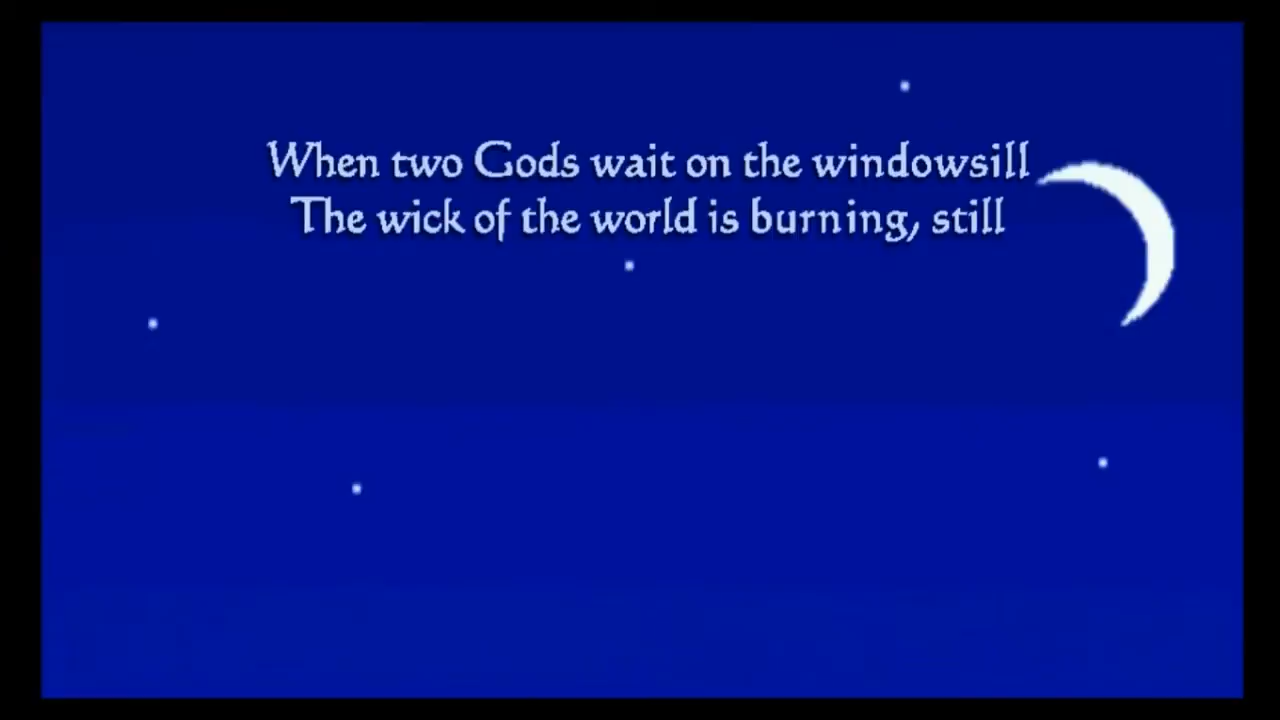 When two Gods wait on the windowsill
The wick of the world is burning, still